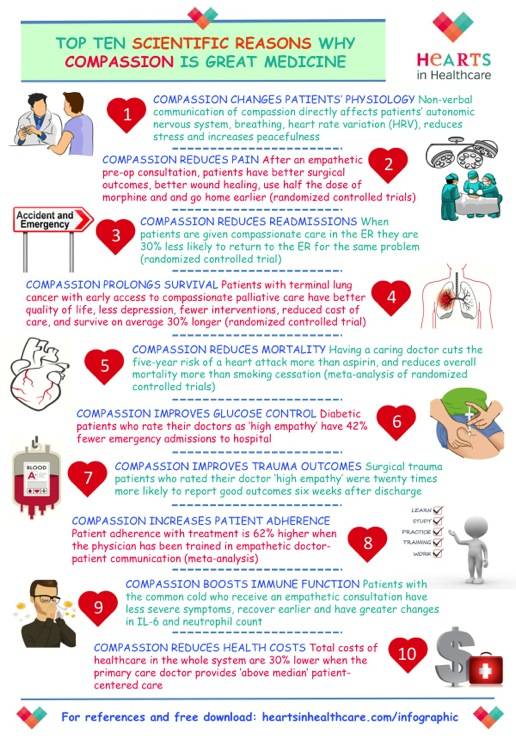 TOP TEN SCIENTIFIC REASONS WHY
COMPASSION IS GREAT MEDICINE
HeARTS
in Healthcare
1
COMPASSION CHANGES PATIENTS' PHYSIOLOGY Non-verbal
communication of compassion directly affects patients' autonomic
nervous system, breathing, heart rate variation (HRV), reduces
stress and increases peacefulness
COMPASSION REDUCES PAIN After an empathetic
pre-op consultation, patients have better surgical
outcomes, better wound healing, use half the dose of
morphine and and go home earlier (randomized controlled trials)
2
Accident and
Emergency
3
COMPASSION REDUCES READMISSIONS When
patients are given compassionate care in the ER they are
30% less likely to return to the ER for the same problem
(randomized controlled trial)
COMPASSION PROLONGS SURVIVAL Patients with terminal lung
cancer with early access to compassionate palliative care have better
quality of life, less depression, fewer interventions, reduced cost of
care, and survive on average 30% longer (randomized controlled trial)
4
5
COMPASSION REDUCES MORTALITY Having a caring doctor cuts the
five-year risk of a heart attack more than aspirin, and reduces overall
mortality more than smoking cessation (meta-analysis of randomized
controlled trials)
COMPASSION IMPROVES GLUCOSE CONTROL Diabetic
patients who rate their doctors as 'high empathy' have 42%
fewer emergency admissions to hospital
6
BLOOD
A
7
COMPASSION IMPROVES TRAUMA OUTCOMES Surgical trauma
patients who rated their doctor 'high empathy' were twenty times
more likely to report good outcomes six weeks after discharge
COMPASSION INCREASES PATIENT ADHERENCE
Patient adherence with treatment is 62% higher when
the physician has been trained in empathetic doctor-
patient communication (meta-analysis)
8
LEARN
STUDY
PRACTICE
TRAINING
WORK
9
COMPASSION BOOSTS IMMUNE FUNCTION Patients with
the common cold who receive an empathetic consultation have
less severe symptoms, recover earlier and have greater changes
in IL-6 and neutrophil count
COMPASSION REDUCES HEALTH COSTS Total costs of
healthcare in the whole system are 30% lower when the
primary care doctor provides 'above median' patient-
centered care
10
$
For references and free download: heartsinhealthcare.com/infographic